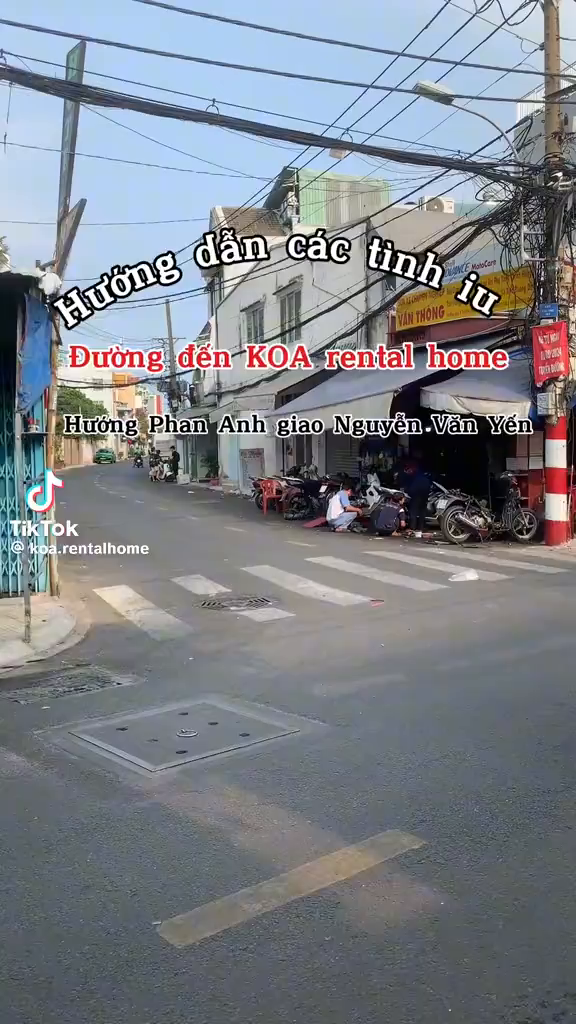 Hướng dẫn các tình iu
Đường đến KOA rental home
Hướng Phan Anh giao Nguyễn Văn Yến
VĂN THÔNG
TikTok
@ koa.rentalhome